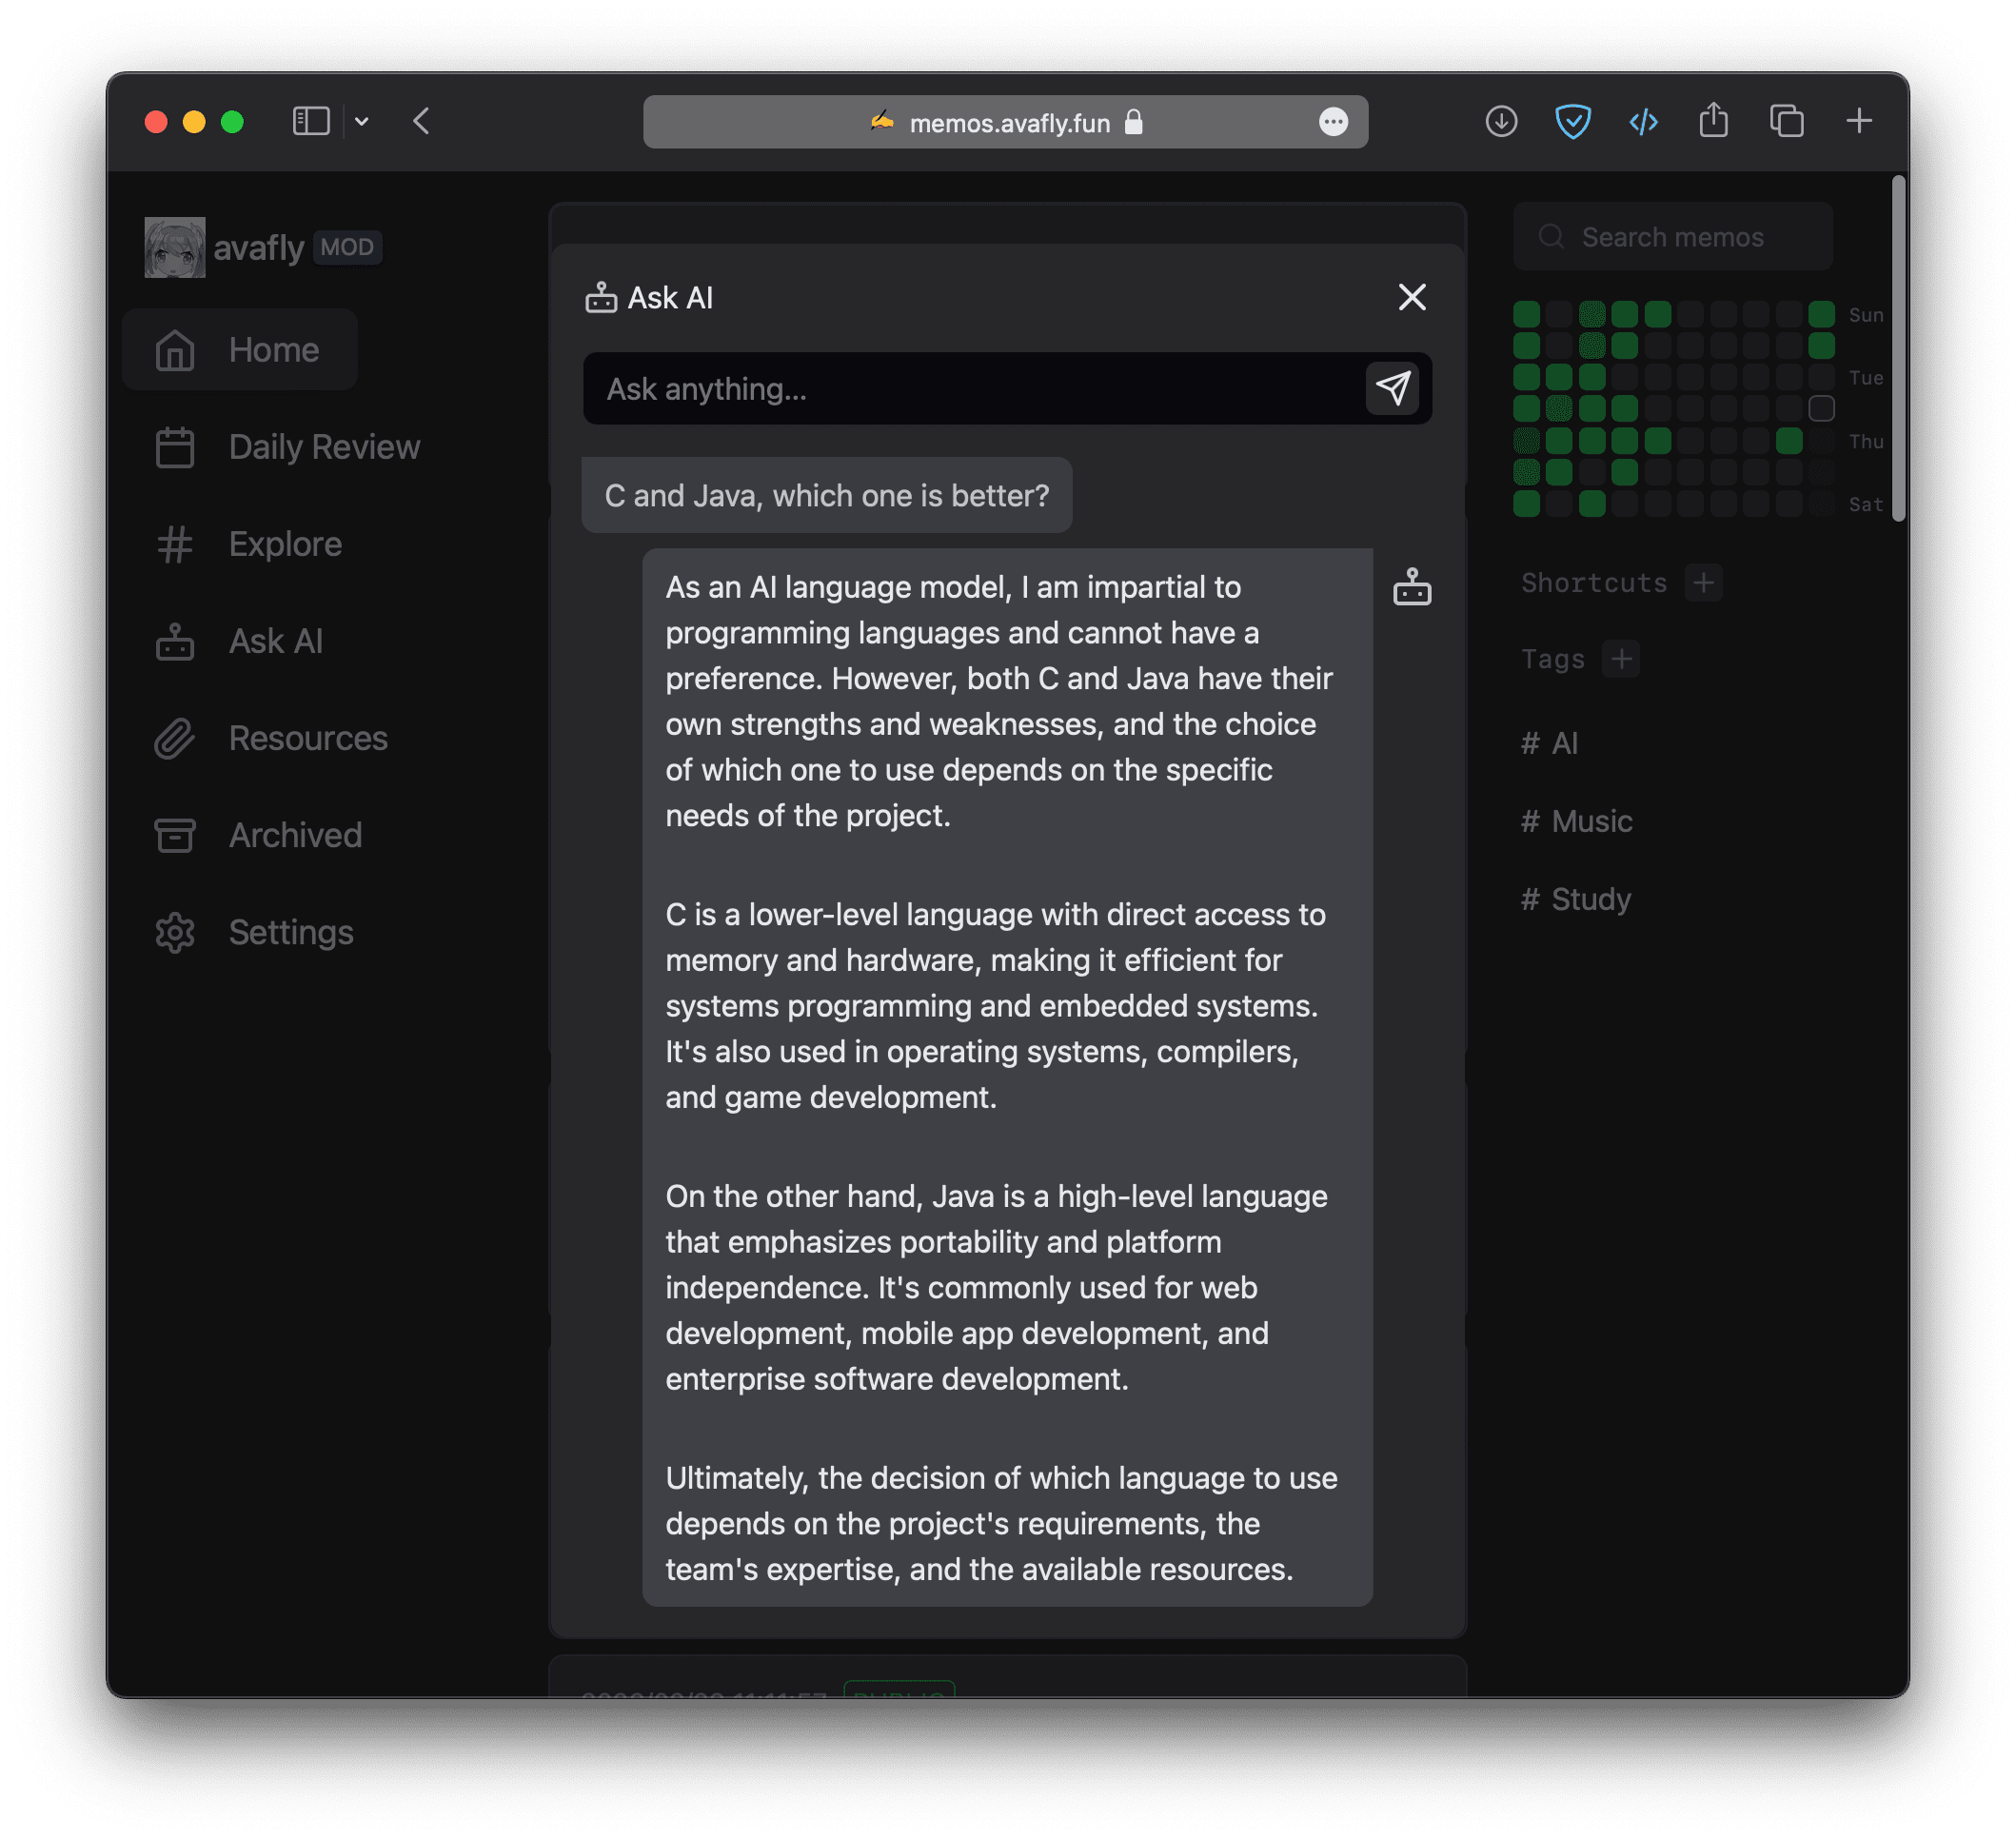 memos.avafly.fun
avafly MOD
Home
Daily Review
Explore
Ask AI
Resources
Archived
Settings
Ask AI
Ask anything...
C and Java, which one is better?
As an AI language model, I am impartial to
programming languages and cannot have a
preference. However, both C and Java have their
own strengths and weaknesses, and the choice
of which one to use depends on the specific
needs of the project.
C is a lower-level language with direct access to
memory and hardware, making it efficient for
systems programming and embedded systems.
It's also used in operating systems, compilers,
and game development.
On the other hand, Java is a high-level language
that emphasizes portability and platform
independence. It's commonly used for web
development, mobile app development, and
enterprise software development.
Ultimately, the decision of which language to use
depends on the project's requirements, the
team's expertise, and the available resources.
Search memos
Sun
Tue
Thu
Sat
Shortcuts +
Tags +
# AI
# Music
# Study